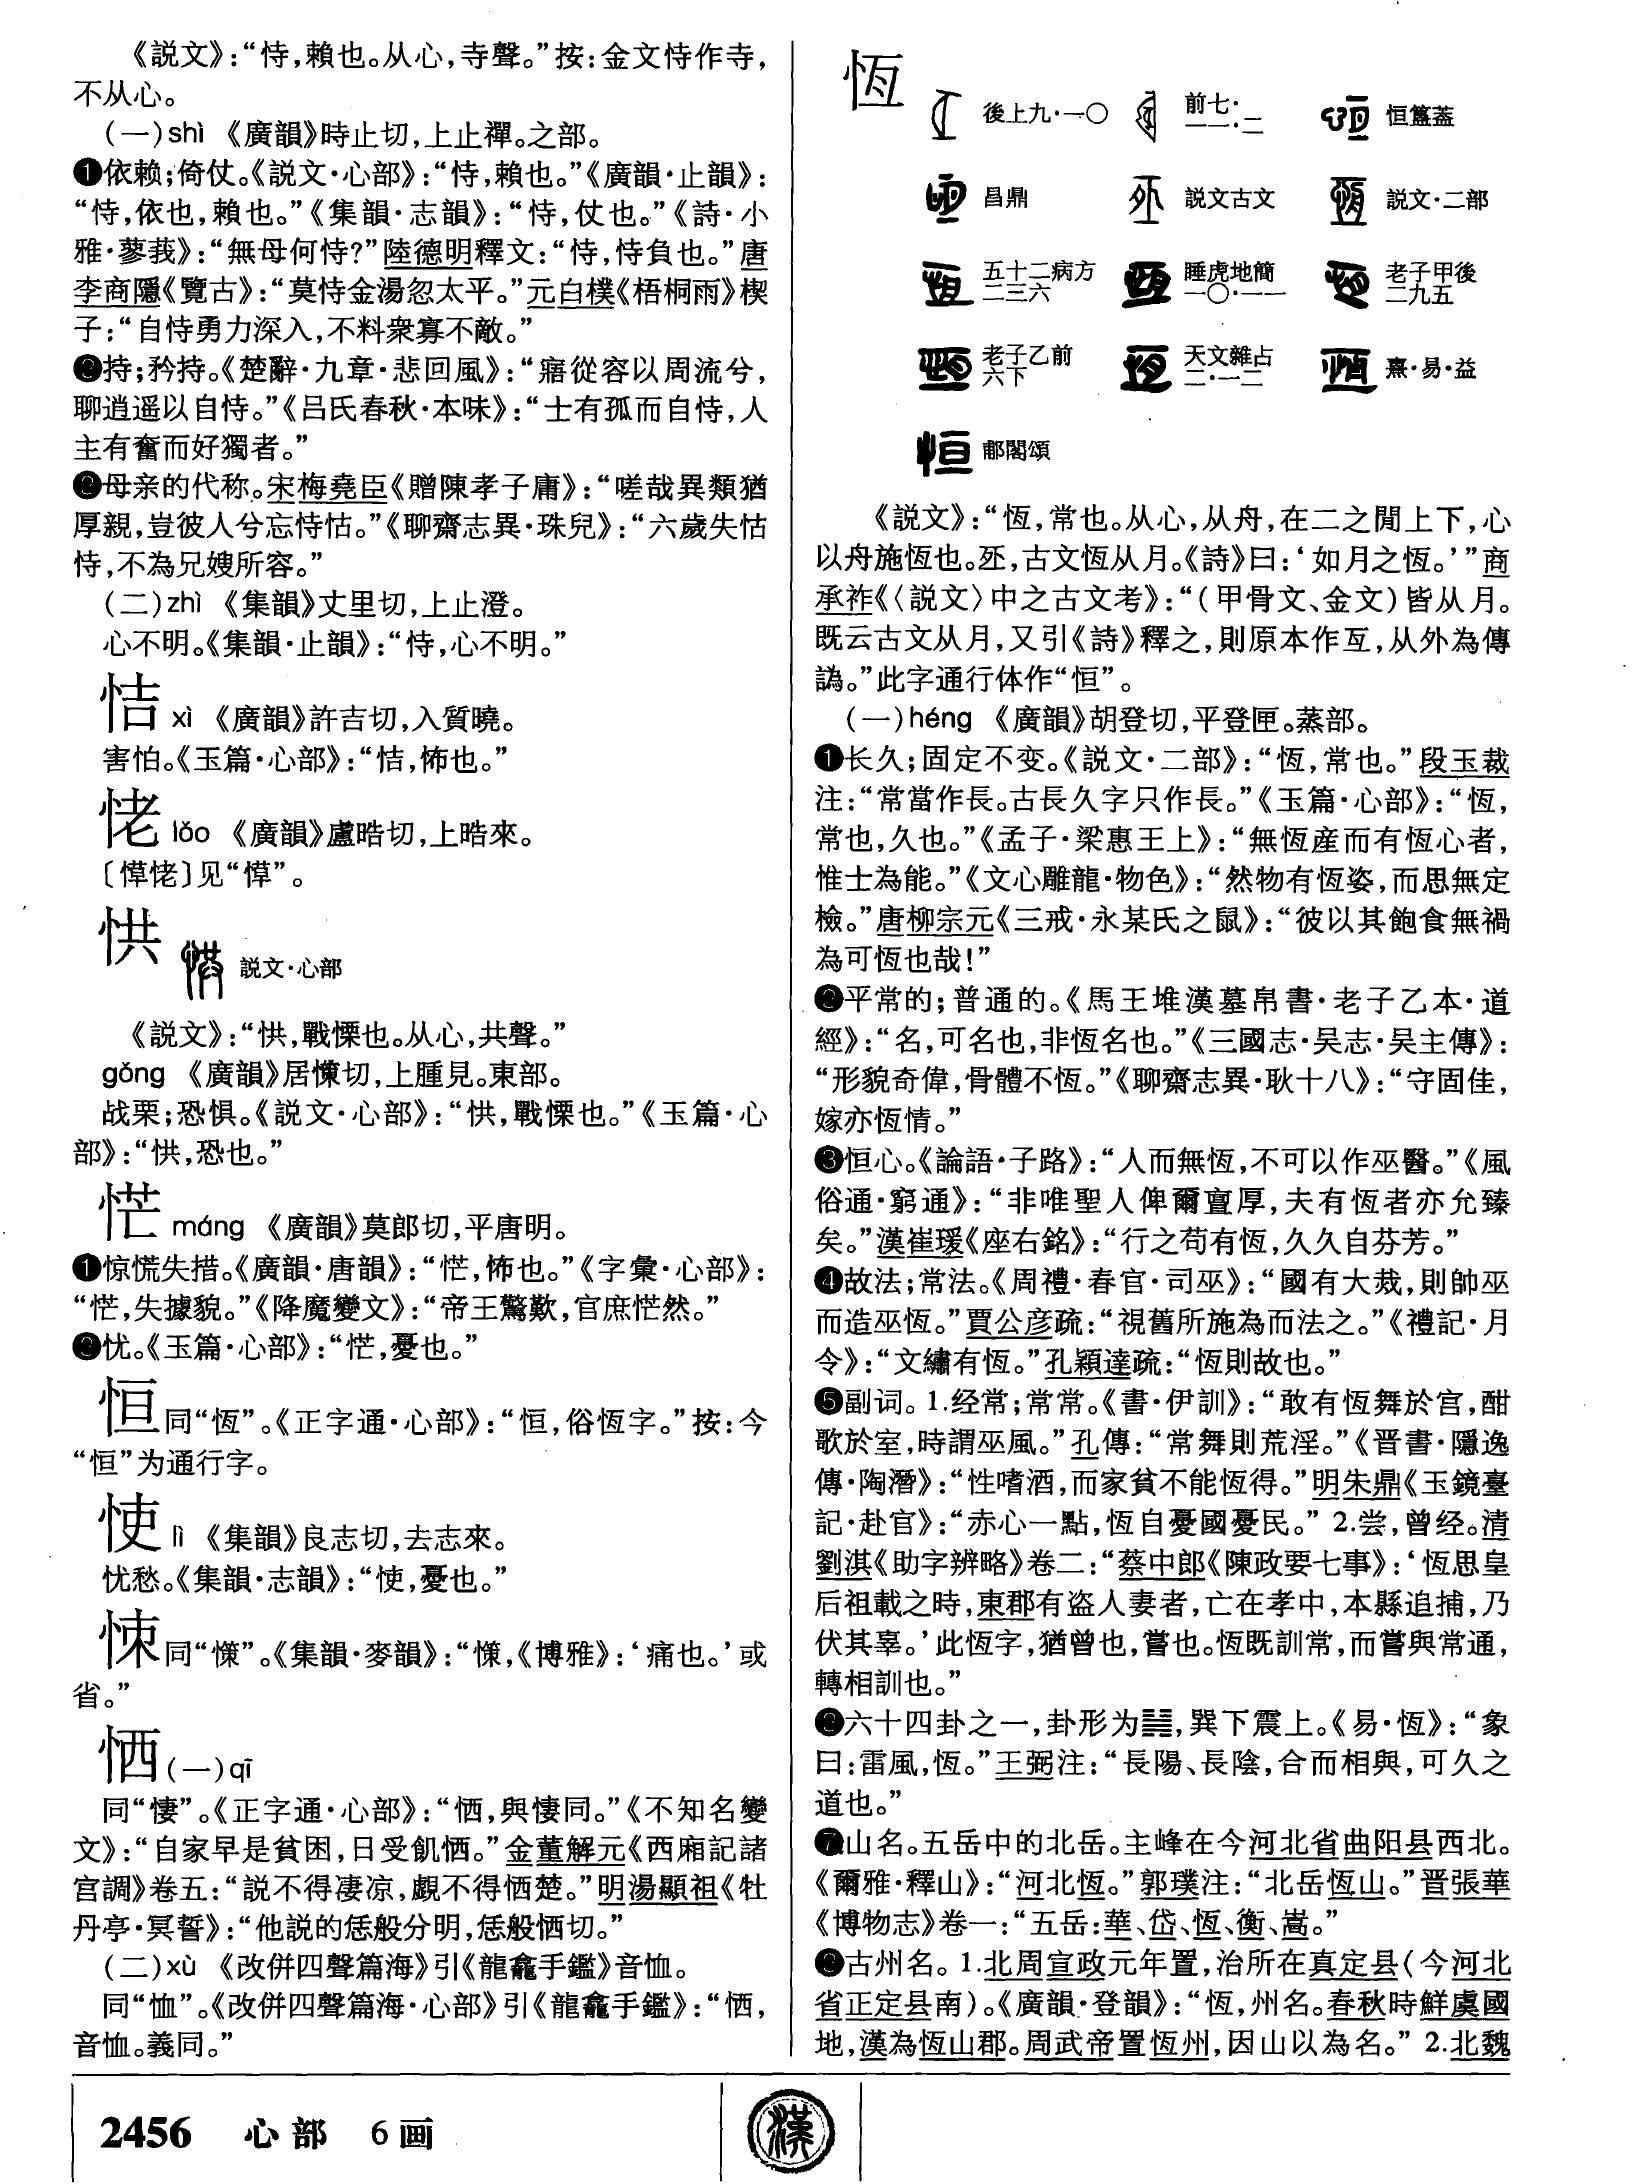 《説文》：“恃，賴也。从心，寺聲。”按：金文恃作寺，
不从心。
（一）shì 《廣韻》時止切，上止禪。之部。
❶依赖；倚仗。《説文·心部》：“恃，賴也。”《廣韻·止韻》：
“恃，依也，賴也。”《集韻·志韻》：“恃，仗也。”《詩·小
雅·蓼莪》：“無母何恃?”陸德明釋文：“恃，恃負也。”唐
李商隱《覽古》：“莫恃金湯忽太平。”元白樸《梧桐雨》楔
子：“自恃勇力深入，不料衆寡不敵。”
❷持；矜持。《楚辭·九章·悲回風》：“寤從容以周流兮，
聊逍遥以自恃。”《吕氏春秋·本味》：“士有孤而自恃，人
主有奮而好獨者。”
❸母亲的代称。宋梅堯臣《贈陳孝子庸》：“嗟哉異類猶
厚親，豈彼人兮忘恃怙。”《聊齋志異·珠兒》：“六歲失怙
恃，不為兄嫂所容。”
（二）zhì 《集韻》丈里切，上止澄。
心不明。《集韻·止韻》：“恃，心不明。”
恄 xì 《廣韻》許吉切，入質曉。
害怕。《玉篇·心部》：“恄，怖也。”
恅 lǎo 《廣韻》盧晧切，上晧來。
〔愺恅〕见“愺”。
恭 説文·心部
《説文》：“㤨，戰慄也。从心，共聲。”
gǒng 《廣韻》居悚切，上腫見。東部。
战栗；恐惧。《説文·心部》：“㤨，戰慄也。”《玉篇·心
部》：“㤨，恐也。”
恾 máng 《廣韻》莫郎切，平唐明。
❶惊慌失措。《廣韻·唐韻》：“恾，怖也。”《字彙·心部》：
“恾，失據貌。”《降魔變文》：“帝王驚歎，官庶恾然。”
❷忧。《玉篇·心部》：“恾，憂也。”
恒同“恆”。《正字通·心部》：“恒，俗恆字。”按：今
“恒”为通行字。
㤦 lì 《集韻》良志切，去志來。
忧愁。《集韻·志韻》：“㤦，憂也。”
㤐同“㥽”。《集韻·麥韻》：“㥽，《博雅》：‘痛也。’或
省。”
恓（一）qī
同“悽”。《正字通·心部》：“恓，與悽同。”《不知名變
文》：“自家早是貧困，日受飢恓。”金董解元《西廂記諸
宫調》卷五：“説不得凄凉，覷不得恓楚。”明湯顯祖《牡
丹亭·冥誓》：“他説的恁般分明，恁般恓切。”
（二）xù 《改併四聲篇海》引《龍龕手鑑》音恤。
同“恤”。《改併四聲篇海·心部》引《龍龕手鑑》：“恓，
音恤。義同。”
恆
後上九·一〇 前七·一一·二 恒簋蓋
昌鼎 説文古文 説文·二部
五十二病方二三六 睡虎地簡一〇·一一 老子甲後二九五
老子乙前六下 天文雜占二·一二 熹·易·益
郙閣頌
《説文》：“恆，常也。从心，从舟，在二之閒上下，心
以舟施恆也。𠄨，古文恆从月。《詩》曰：‘如月之恆。’”商
承祚《〈説文〉中之古文考》：“（甲骨文、金文）皆从月。
既云古文从月，又引《詩》釋之，則原本作亙，从外為傳
譌。”此字通行体作“恒”。
（一）héng 《廣韻》胡登切，平登匣。蒸部。
❶长久；固定不变。《説文·二部》：“恆，常也。”段玉裁
注：“常當作長。古長久字只作長。”《玉篇·心部》：“恆，
常也，久也。”《孟子·梁惠王上》：“無恆産而有恆心者，
惟士為能。”《文心雕龍·物色》：“然物有恆姿，而思無定
檢。”唐柳宗元《三戒·永某氏之鼠》：“彼以其飽食無禍
為可恆也哉!”
❷平常的；普通的。《馬王堆漢墓帛書·老子乙本·道
經》：“名，可名也，非恆名也。”《三國志·吴志·吴主傳》：
“形貌奇偉，骨體不恆。”《聊齋志異·耿十八》：“守固佳，
嫁亦恆情。”
❸恒心。《論語·子路》：“人而無恆，不可以作巫醫。”《風
俗通·窮通》：“非唯聖人俾爾亶厚，夫有恆者亦允臻
矣。”漢崔瑗《座右銘》：“行之苟有恆，久久自芬芳。”
❹故法；常法。《周禮·春官·司巫》：“國有大烖，則帥巫
而造巫恆。”賈公彦疏：“視舊所施為而法之。”《禮記·月
令》：“文繡有恆。”孔穎達疏：“恆則故也。”
❺副词。1.经常；常常。《書·伊訓》：“敢有恆舞於宫，酣
歌於室，時謂巫風。”孔傳：“常舞則荒淫。”《晋書·隱逸
傳·陶潛》：“性嗜酒，而家貧不能恆得。”明朱鼎《玉鏡臺
記·赴官》：“赤心一點，恆自憂國憂民。” 2.尝，曾经。清
劉淇《助字辨略》卷二：“蔡中郎《陳政要七事》：‘恆思皇
后祖載之時，東郡有盗人妻者，亡在孝中，本縣追捕，乃
伏其辜。’此恆字，猶曾也，嘗也。恆既訓常，而嘗與常通，
轉相訓也。”
❻六十四卦之一，卦形为䷟，巽下震上。《易·恆》：“象
曰：雷風，恆。”王弼注：“長陽、長陰，合而相與，可久之
道也。”
❼山名。五岳中的北岳。主峰在今河北省曲阳县西北。
《爾雅·釋山》：“河北恆。”郭璞注：“北岳恆山。”晋張華
《博物志》卷一：“五岳：華、岱、恆、衡、嵩。”
❽古州名。1.北周宣政元年置，治所在真定县（今河北
省正定县南）。《廣韻·登韻》：“恆，州名。春秋時鮮虞國
地，漢為恆山郡。周武帝置恆州，因山以為名。” 2.北魏
2456 心部 6画
漢